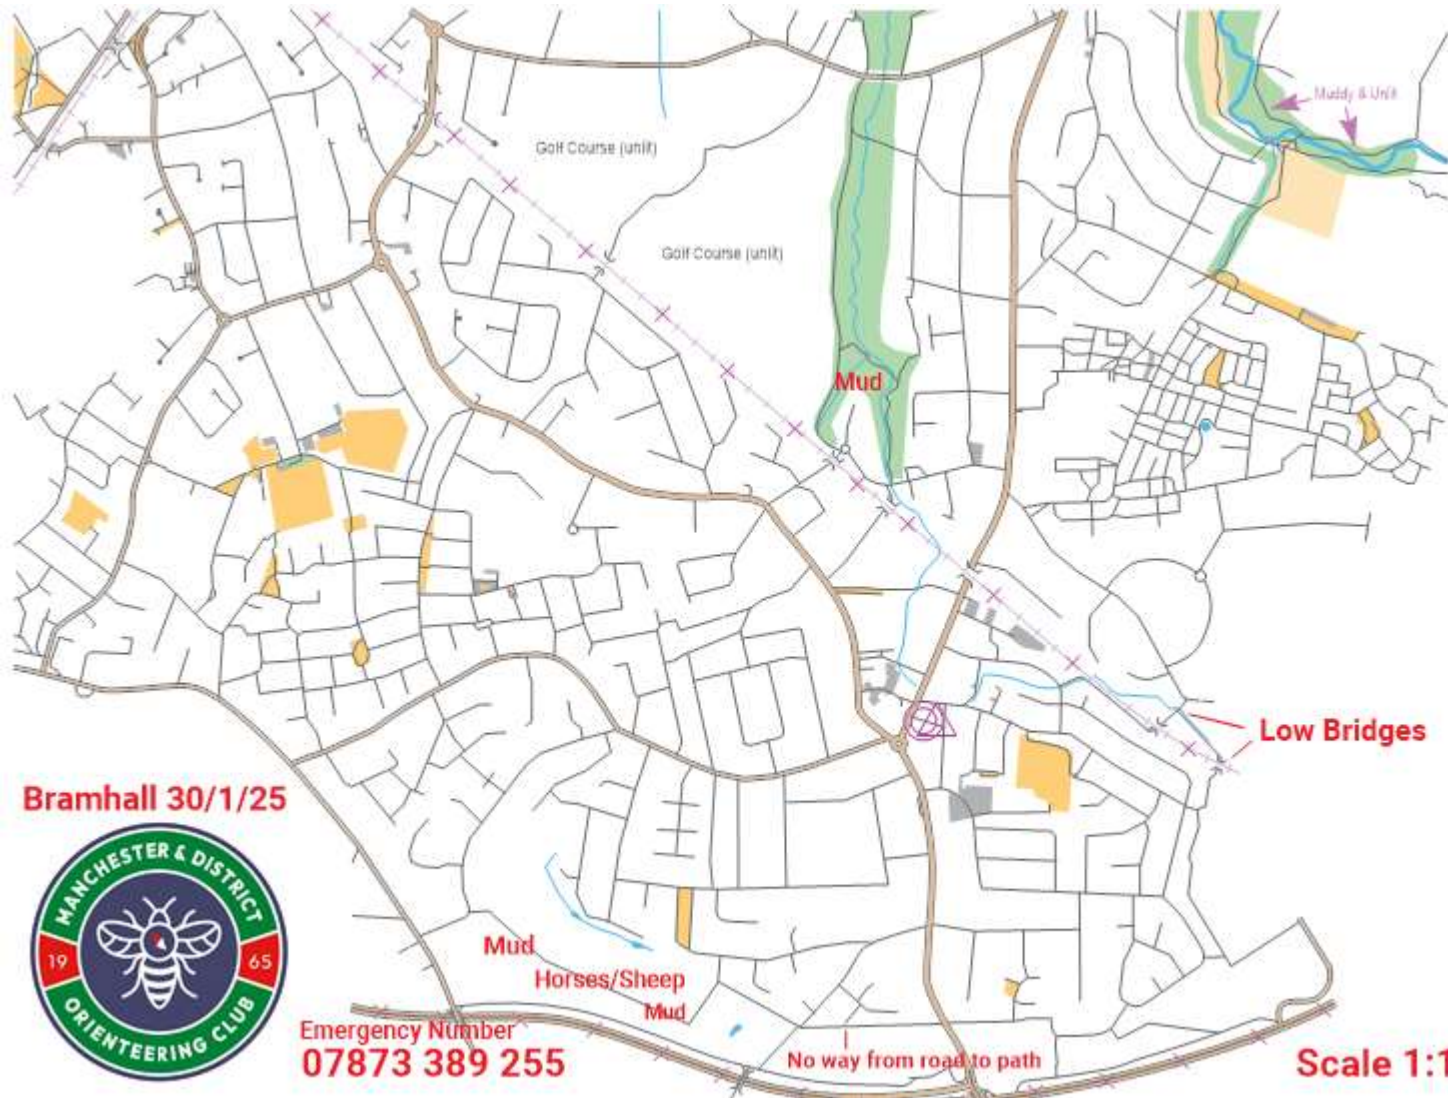 Muddy & Unlit
Golf Course (unlit)
Golf Course (unlit)
Mud
Low Bridges
Bramhall 30/1/25
MANCHESTER & DISTRICT
19 65
ORIENTEERING CLUB
Mud
Horses/Sheep
Mud
Emergency Number
07873 389 255
No way from road to path
Scale 1:1